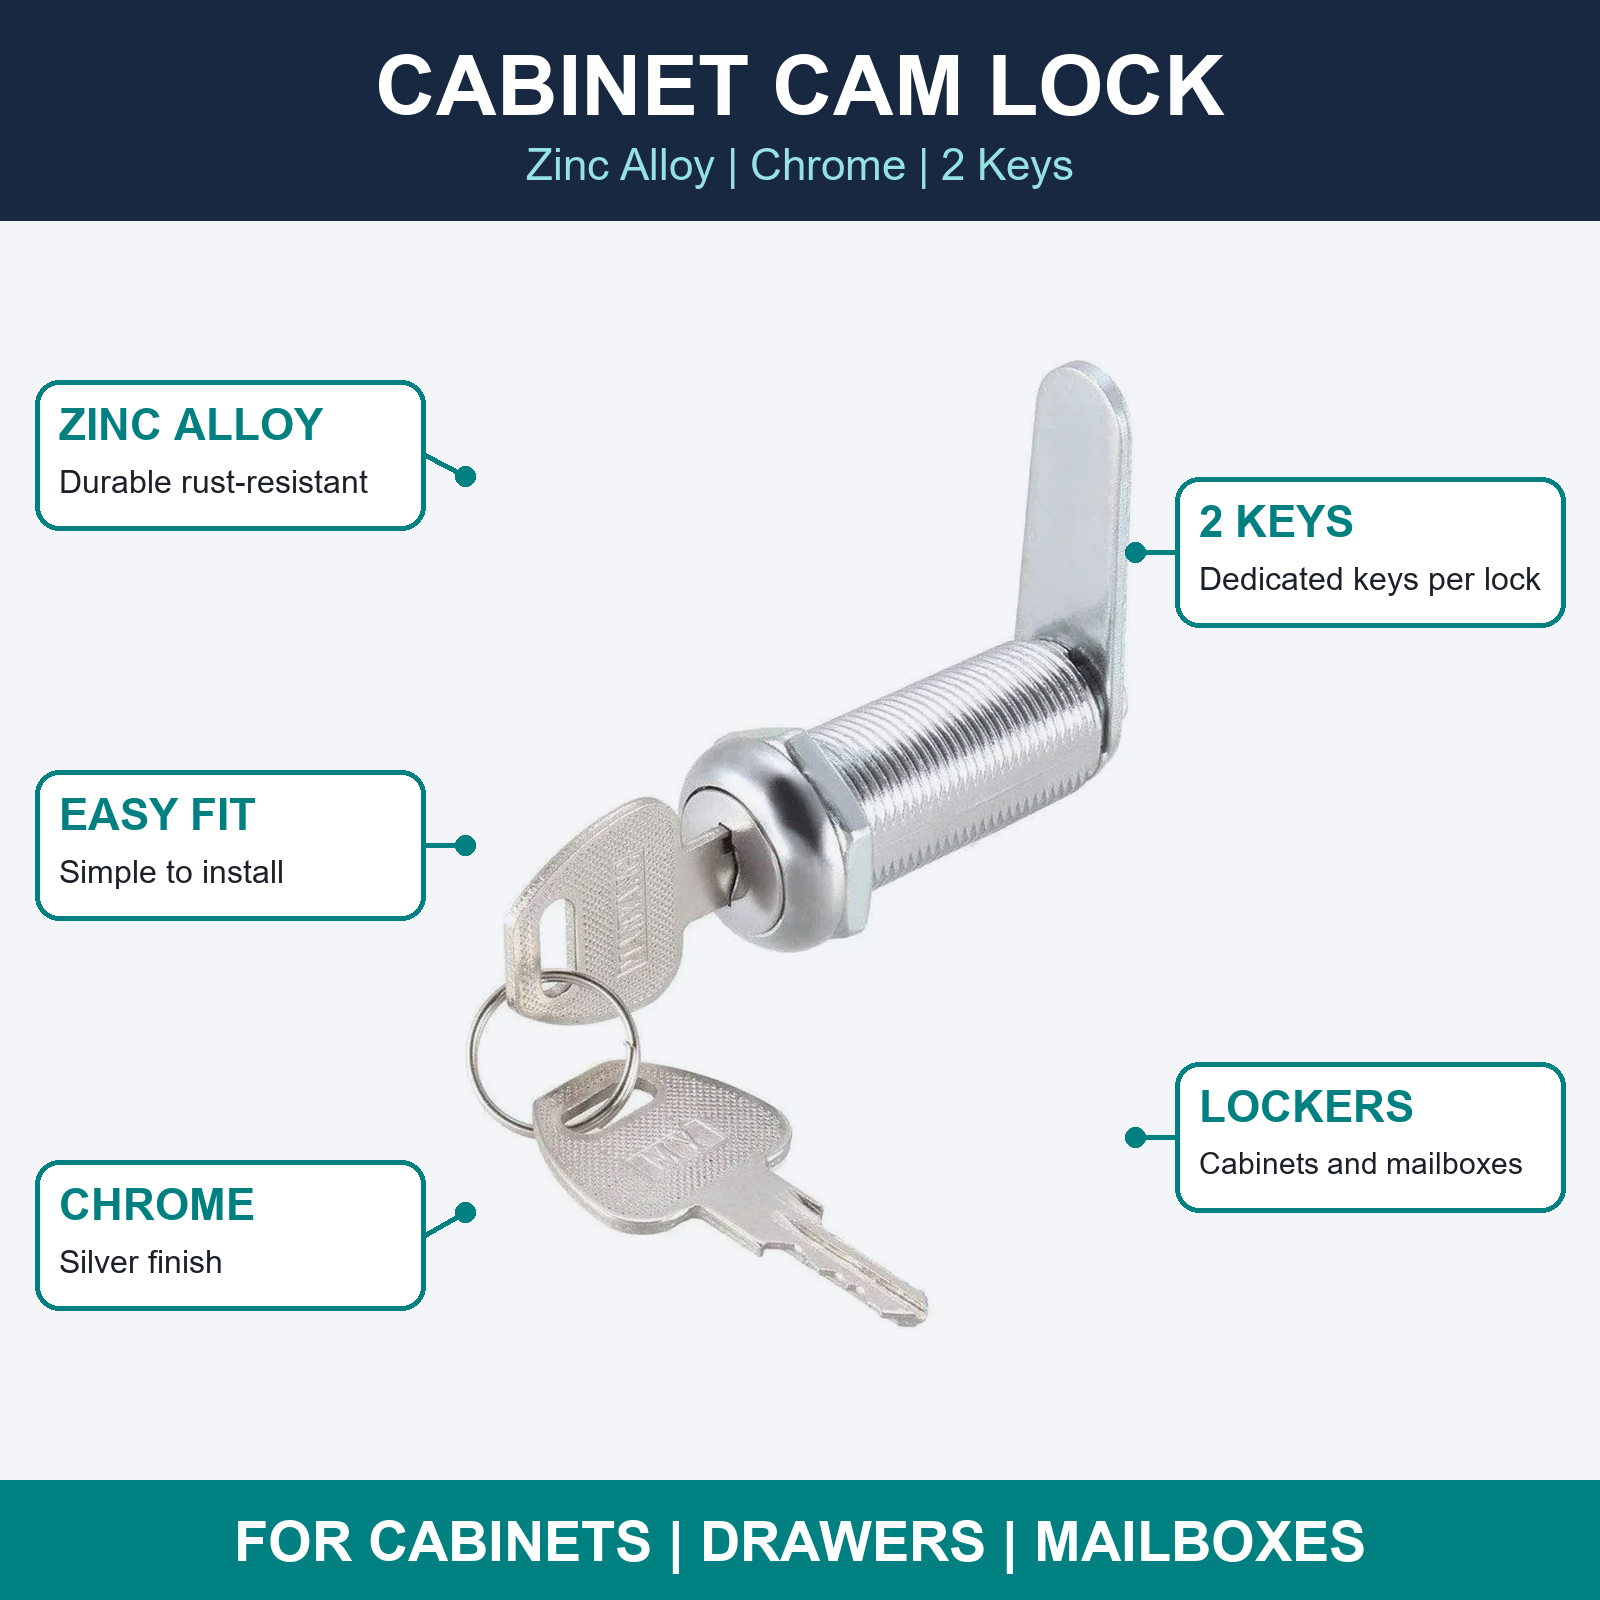 CABINET CAM LOCK
Zinc Alloy | Chrome | 2 Keys
ZINC ALLOY
Durable rust-resistant
2 KEYS
Dedicated keys per lock
EASY FIT
Simple to install
LOCKERS
Cabinets and mailboxes
CHROME
Silver finish
FOR CABINETS | DRAWERS | MAILBOXES